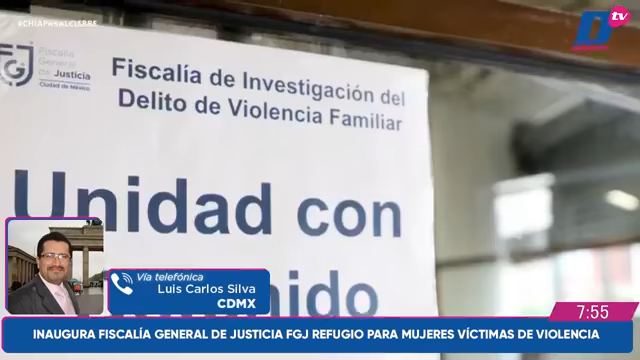 #CHIAPASALCIERRE
D tv
Fiscalía
General
de Justicia
Ciudad de México
FGJ
Fiscalía de Investigación del
Delito de Violencia Familiar
Unidad con
Vía telefónica
Luis Carlos Silva
CDMX
7:55
INAUGURA FISCALÍA GENERAL DE JUSTICIA FGJ REFUGIO PARA MUJERES VÍCTIMAS DE VIOLENCIA